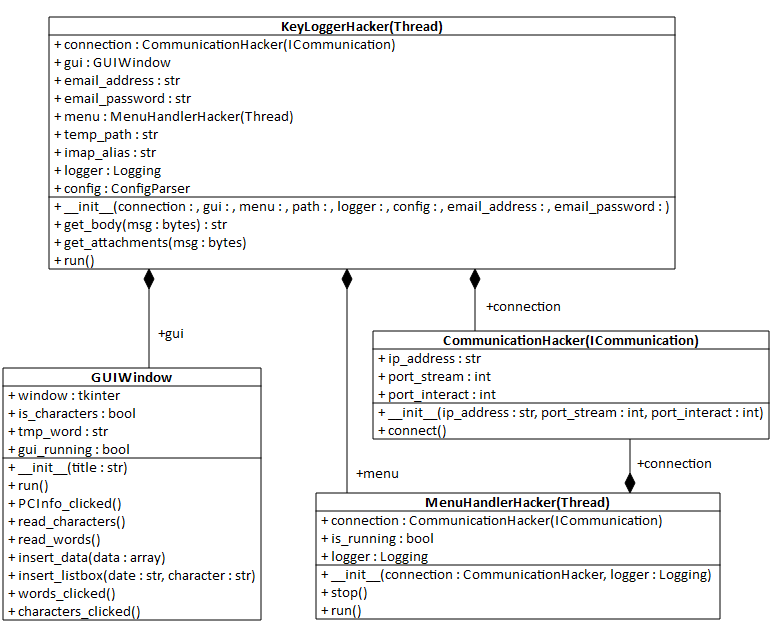 KeyLoggerHacker(Thread)
+ connection : CommunicationHacker(ICommunication)
+ gui : GUIWindow
+ email_address : str
+ email_password : str
+ menu : MenuHandlerHacker(Thread)
+ temp_path : str
+ imap_alias : str
+ logger : Logging
+ config : ConfigParser
+ __init__(connection : , gui : , menu : , path : , logger : , config : , email_address : , email_password : )
+ get_body(msg : bytes) : str
+ get_attachments(msg : bytes)
+ run()
+connection
+gui
CommunicationHacker(ICommunication)
+ ip_address : str
+ port_stream : int
+ port_interact : int
+ __init__(ip_address : str, port_stream : int, port_interact : int)
+ connect()
GUIWindow
+ window : tkinter
+ is_characters : bool
+ tmp_word : str
+ gui_running : bool
+ __init__(title : str)
+ run()
+ PCInfo_clicked()
+ read_characters()
+ read_words()
+ insert_data(data : array)
+ insert_listbox(date : str, character : str)
+ words_clicked()
+ characters_clicked()
+menu
+connection
MenuHandlerHacker(Thread)
+ connection : CommunicationHacker(ICommunication)
+ is_running : bool
+ logger : Logging
+ __init__(connection : CommunicationHacker, logger : Logging)
+ stop()
+ run()